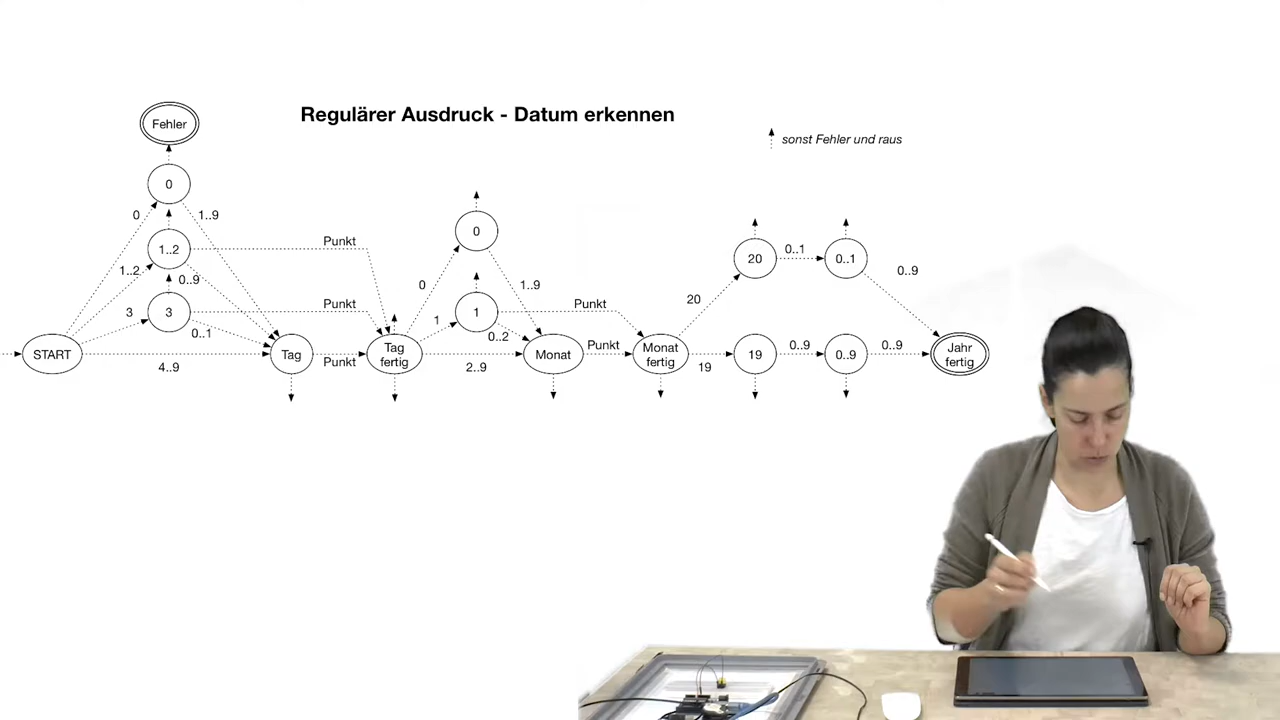 Regulärer Ausdruck - Datum erkennen
Fehler
sonst Fehler und raus
0
0
1..9
0
1..2
Punkt
20
0..1
0..1
1..2
0..9
0
1..9
0..9
3
3
Punkt
0..1
1
1
0..2
Punkt
20
START
4..9
Tag
Punkt
Tag
fertig
2..9
Monat
Punkt
Monat
fertig
19
19
0..9
0..9
0..9
Jahr
fertig